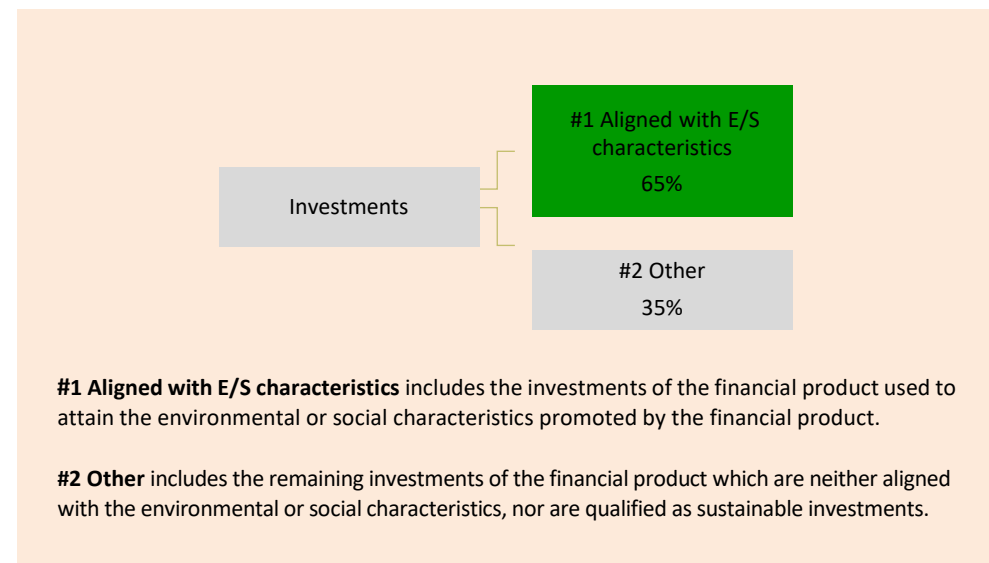 #1 Aligned with E/S
characteristics
65%
Investments
#2 Other
35%
#1 Aligned with E/S characteristics includes the investments of the financial product used to
attain the environmental or social characteristics promoted by the financial product.
#2 Other includes the remaining investments of the financial product which are neither aligned
with the environmental or social characteristics, nor are qualified as sustainable investments.